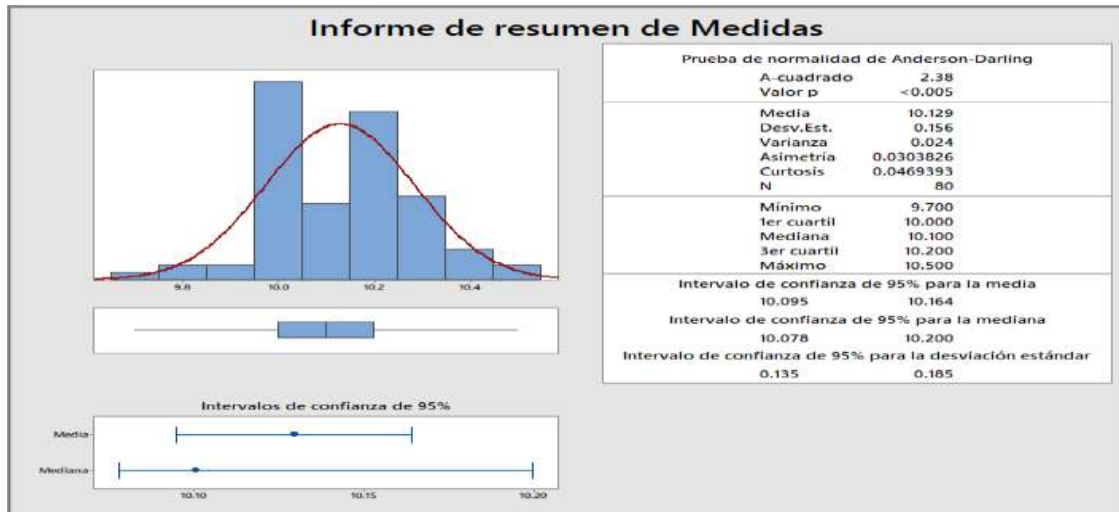 Informe de resumen de Medidas
9.8 10.0 10.2 10.4
Intervalos de confianza de 95%
Media
Mediana
10.10 10.15 10.20
Prueba de normalidad de Anderson-Darling
A-cuadrado 2.38
Valor p <0.005
Media 10.129
Desv.Est. 0.156
Varianza 0.024
Asimetría 0.0303826
Curtosis 0.0469393
N 80
Mínimo 9.700
1er cuartil 10.000
Mediana 10.100
3er cuartil 10.200
Máximo 10.500
Intervalo de confianza de 95% para la media
10.095 10.164
Intervalo de confianza de 95% para la mediana
10.078 10.200
Intervalo de confianza de 95% para la desviación estándar
0.135 0.185